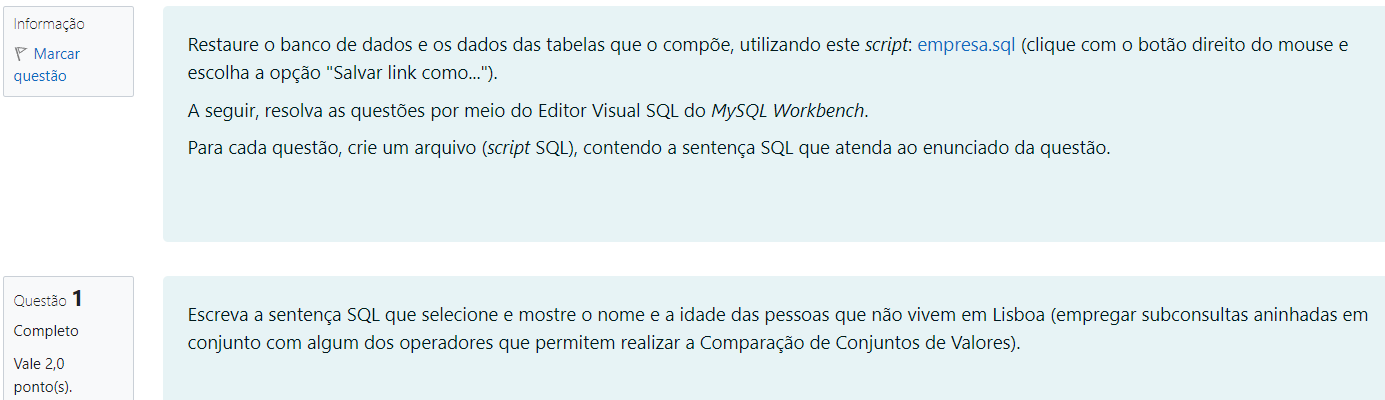 Informação
Marcar
questão
Restaure o banco de dados e os dados das tabelas que o compõe, utilizando este script: empresa.sql (clique com o botão direito do mouse e
escolha a opção "Salvar link como...").
A seguir, resolva as questões por meio do Editor Visual SQL do MySQL Workbench.
Para cada questão, crie um arquivo (script SQL), contendo a sentença SQL que atenda ao enunciado da questão.
Questão 1
Completo
Vale 2,0
ponto(s).
Escreva a sentença SQL que selecione e mostre o nome e a idade das pessoas que não vivem em Lisboa (empregar subconsultas aninhadas em
conjunto com algum dos operadores que permitem realizar a Comparação de Conjuntos de Valores).